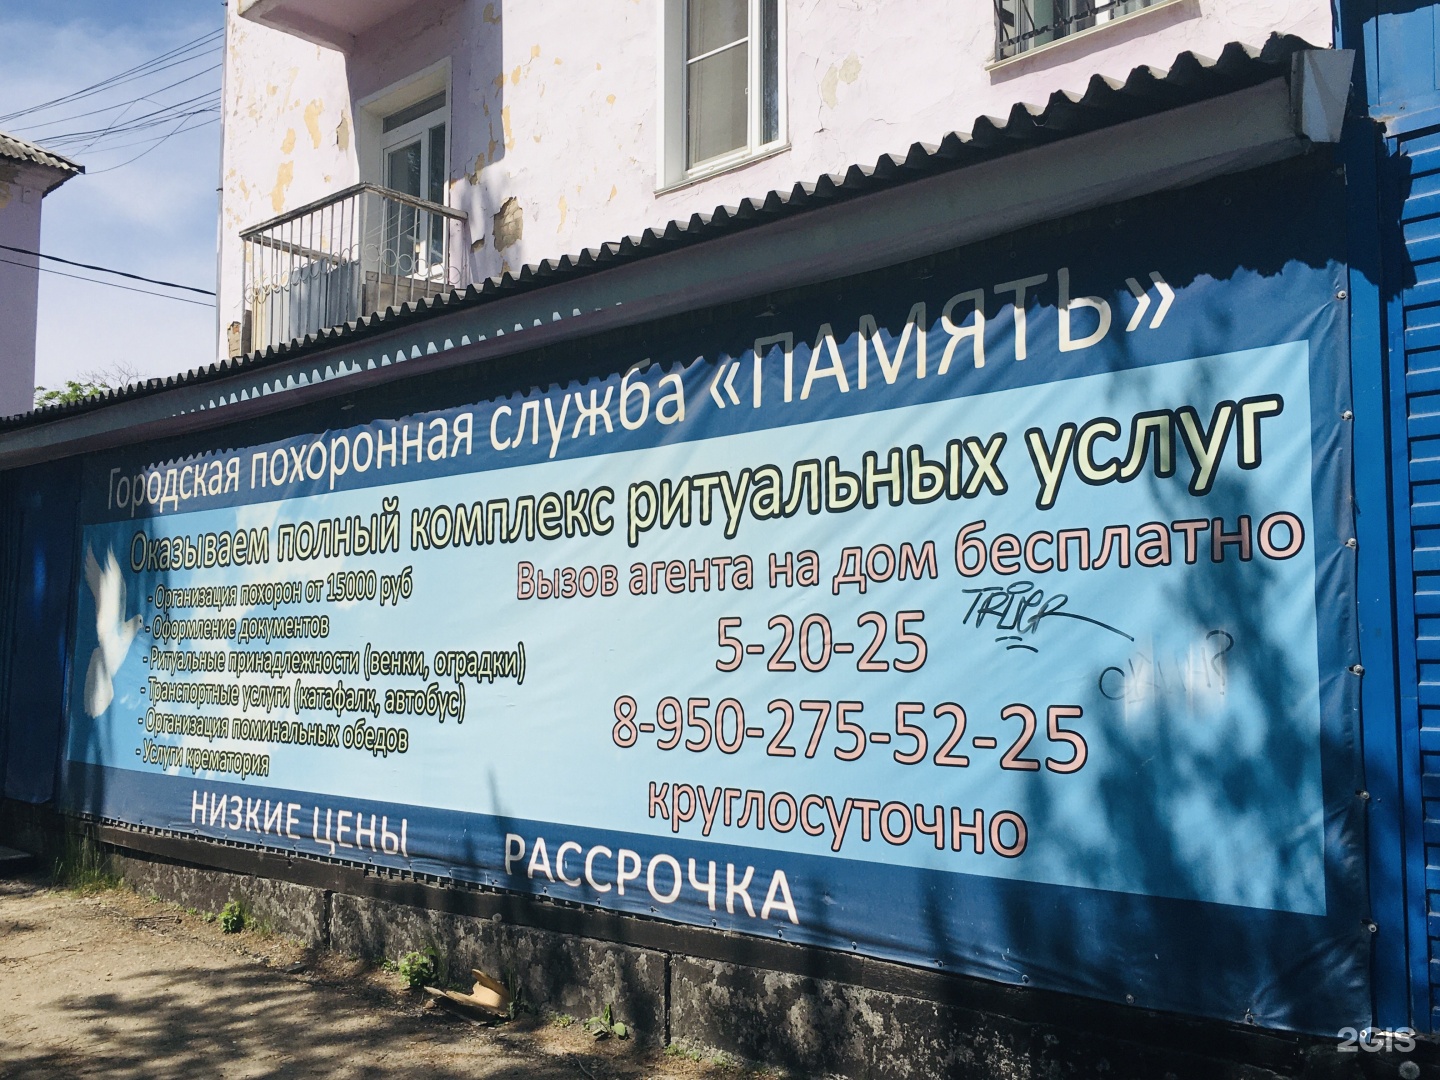 Городская похоронная служба «ПАМЯТЬ»
Оказываем полный комплекс ритуальных услуг
- Организация похорон от 15000 руб
- Оформление документов
- Ритуальные принадлежности (венки, оградки)
- Транспортные услуги (катафалк, автобус)
- Организация поминальных обедов
- Услуги крематория
Вызов агента на дом бесплатно
5-20-25
8-950-275-52-25
круглосуточно
НИЗКИЕ ЦЕНЫ РАССРОЧКА
2GIS